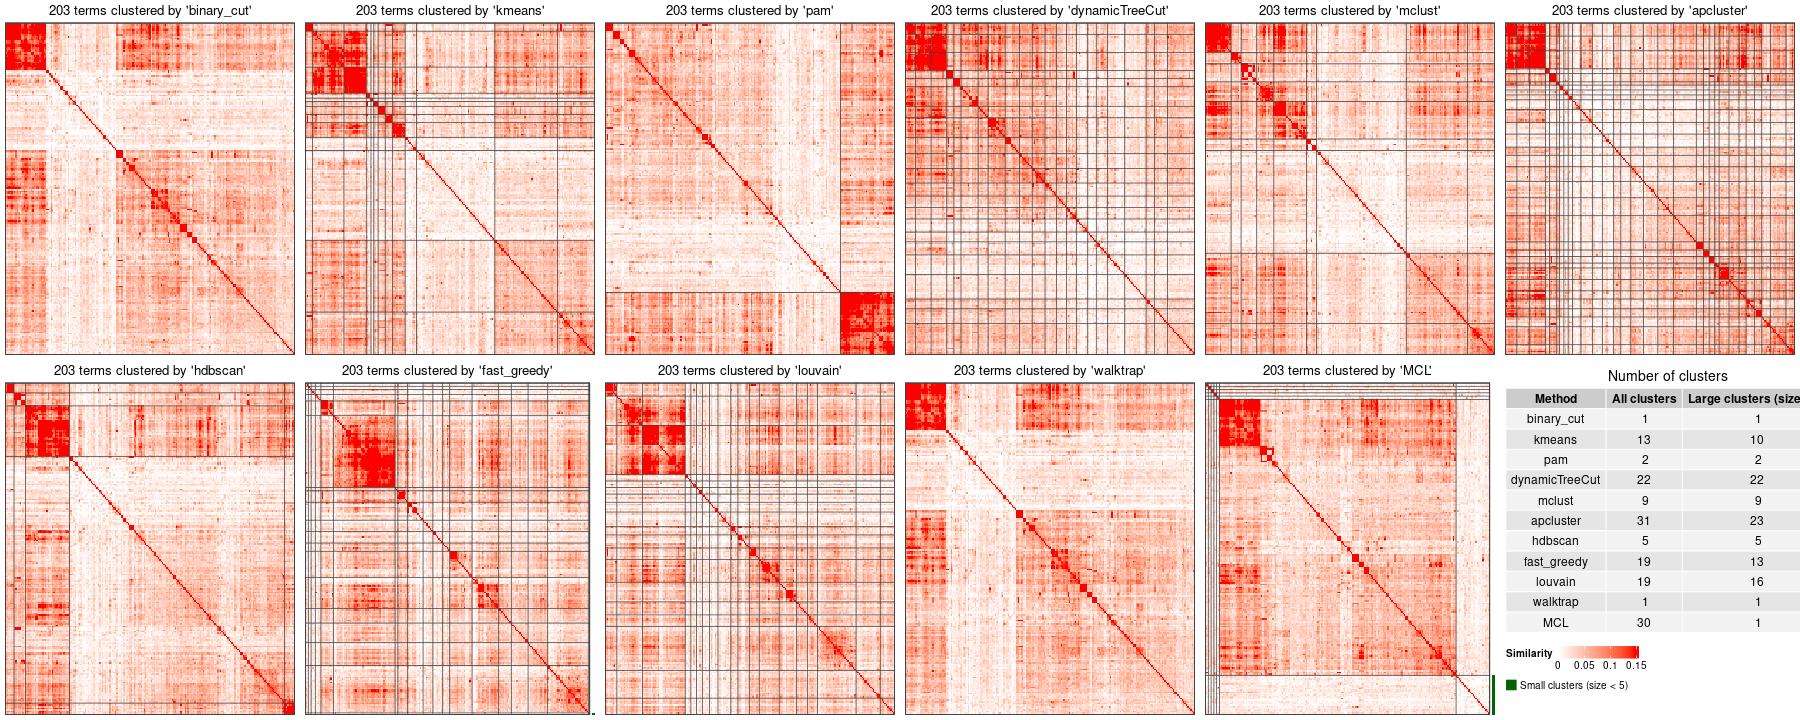 203 terms clustered by 'binary_cut'
203 terms clustered by 'kmeans'
203 terms clustered by 'pam'
203 terms clustered by 'dynamicTreeCut'
203 terms clustered by 'mclust'
203 terms clustered by 'apcluster'
203 terms clustered by 'hdbscan'
203 terms clustered by 'fast_greedy'
203 terms clustered by 'louvain'
203 terms clustered by 'walktrap'
203 terms clustered by 'MCL'
Number of clusters
Method All clusters Large clusters (size
binary_cut 1 1
kmeans 13 10
pam 2 2
dynamicTreeCut 22 22
mclust 9 9
apcluster 31 23
hdbscan 5 5
fast_greedy 19 13
louvain 19 16
walktrap 1 1
MCL 30 1
Similarity
0 0.05 0.1 0.15
Small clusters (size < 5)